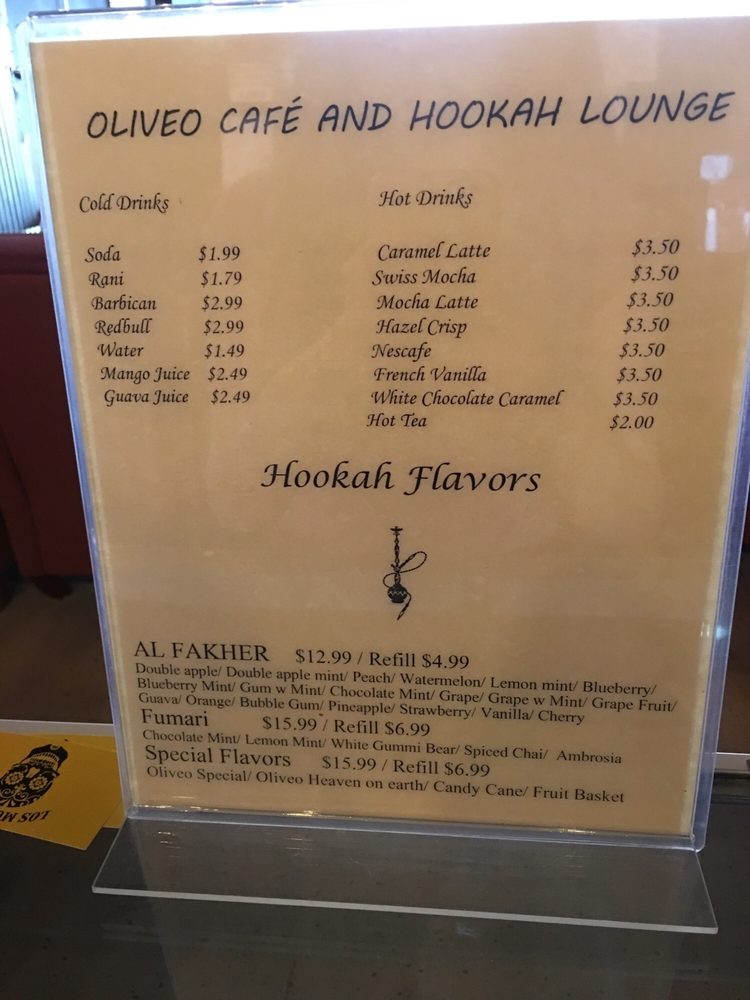 OLIVEO CAFÉ AND HOOKAH LOUNGE
Cold Drinks
Soda $1.99
Rani $1.79
Barbican $2.99
Redbull $2.99
Water $1.49
Mango Juice $2.49
Guava Juice $2.49
Hot Drinks
Caramel Latte $3.50
Swiss Mocha $3.50
Mocha Latte $3.50
Hazel Crisp $3.50
Nescafe $3.50
French Vanilla $3.50
White Chocolate Caramel $3.50
Hot Tea $2.00
Hookah Flavors
AL FAKHER $12.99 / Refill $4.99
Double apple/ Double apple mint/ Peach/ Watermelon/ Lemon mint/ Blueberry/
Blueberry Mint/ Gum w Mint/ Chocolate Mint/ Grape/ Grape w Mint/ Grape Fruit/
Guava/ Orange/ Bubble Gum/ Pineapple/ Strawberry/ Vanilla/ Cherry
Fumari $15.99 / Refill $6.99
Chocolate Mint/ Lemon Mint/ White Gummi Bear/ Spiced Chai/ Ambrosia
Special Flavors $15.99 / Refill $6.99
Oliveo Special/ Oliveo Heaven on earth/ Candy Cane/ Fruit Basket
LOS